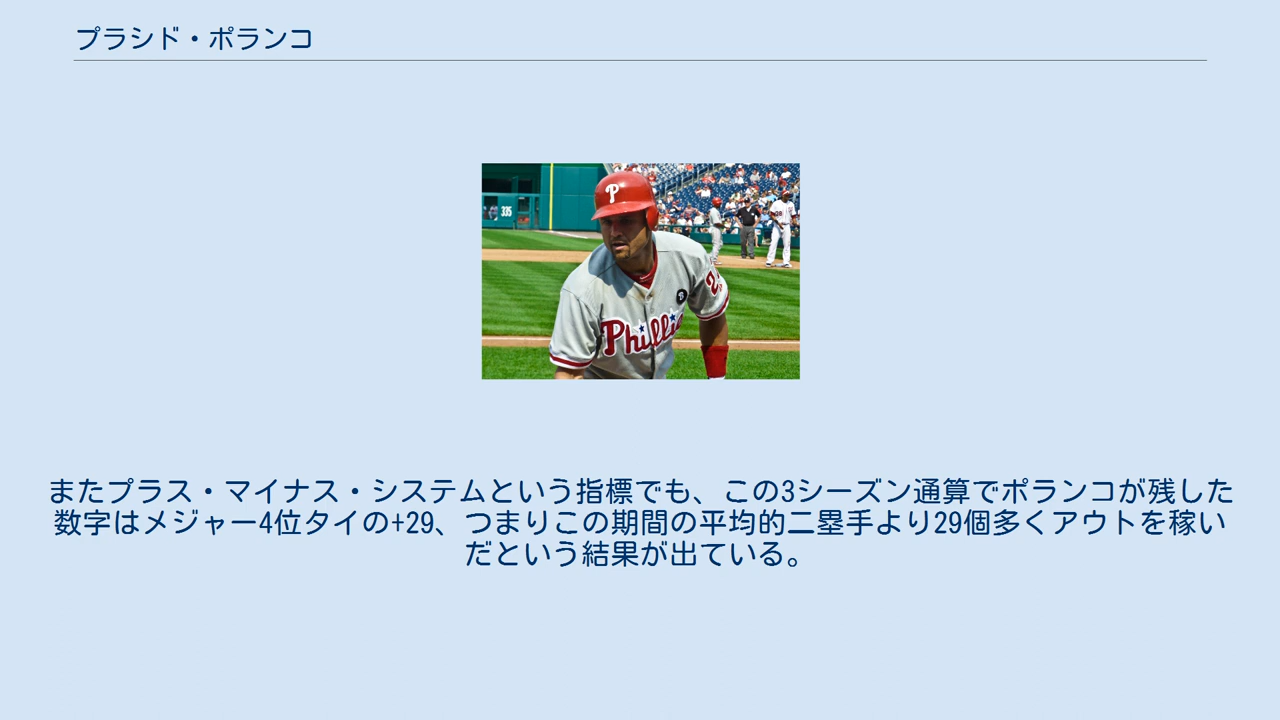 プラシド・ポランコ
335
P
Phillies
2
またプラス・マイナス・システムという指標でも、この3シーズン通算でポランコが残した
数字はメジャー4位タイの+29、つまりこの期間の平均的二塁手より29個多くアウトを稼い
だという結果が出ている。